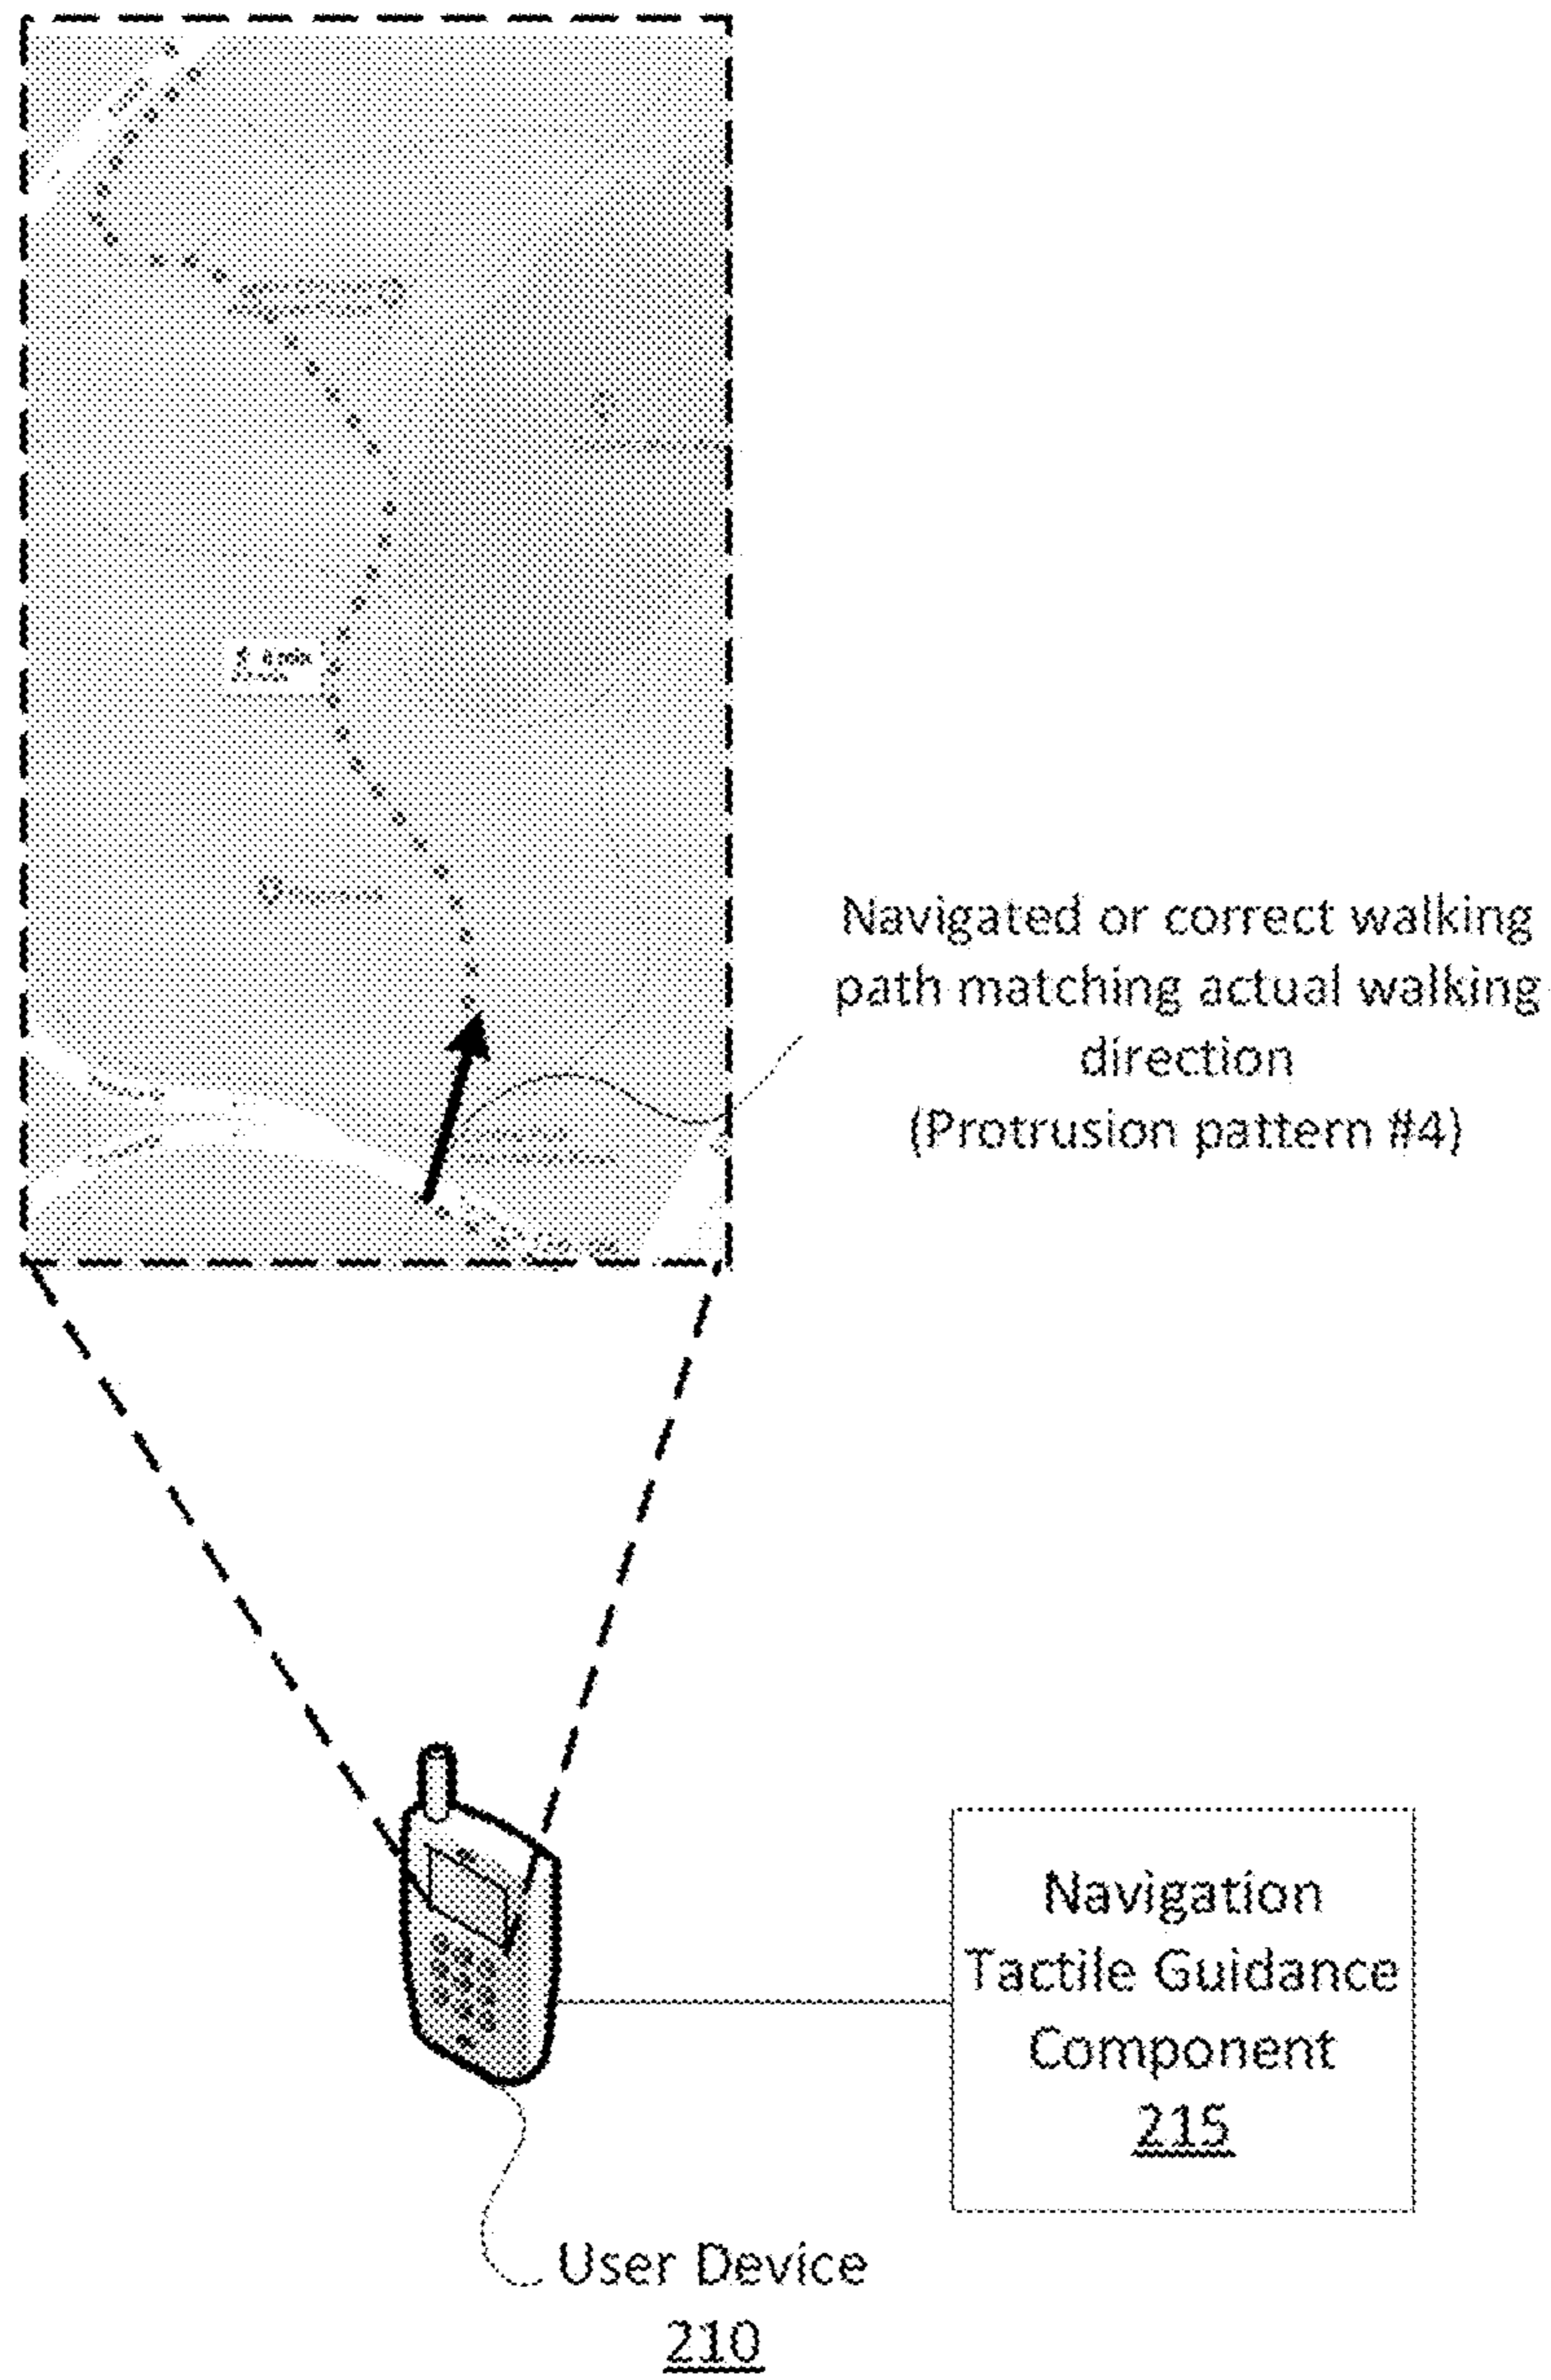 Navigated or correct walking
path matching actual walking
direction
(Protrusion pattern #4)
Navigation
Tactile Guidance
Component
215
User Device
210